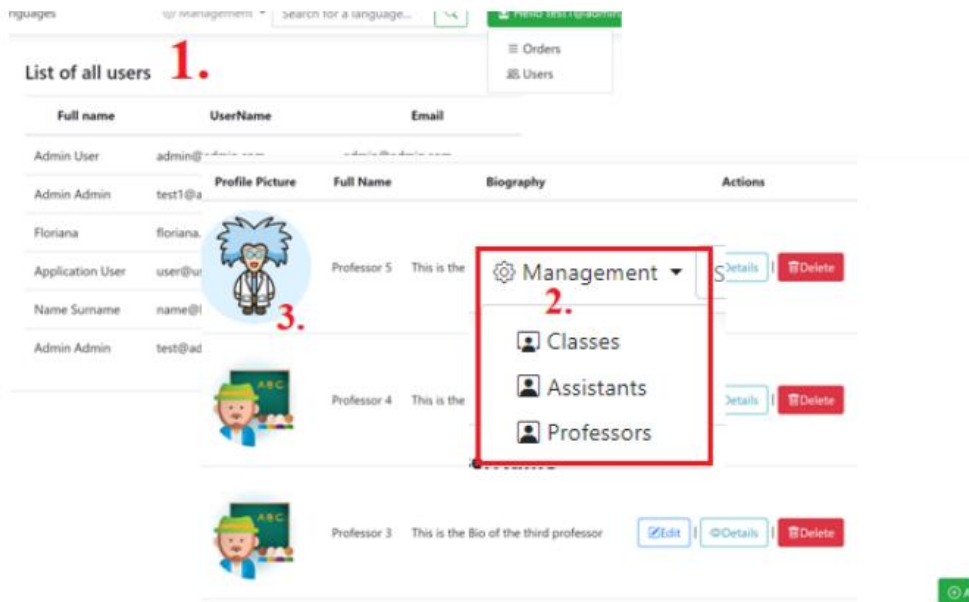 Management Search for a language...
Orders
Users
List of all users 1.
Full name UserName Email
Admin User
Admin Admin
Floriana
Application User
Name Surname
Admin Admin
Profile Picture Full Name Biography Actions
Professor 5 This is the Details | Delete
3.
Management
2.
Classes
Assistants
Professors
ABC
Professor 4 This is the Details | Delete
ABC
Professor 3 This is the Bio of the third professor Edit | Details | Delete